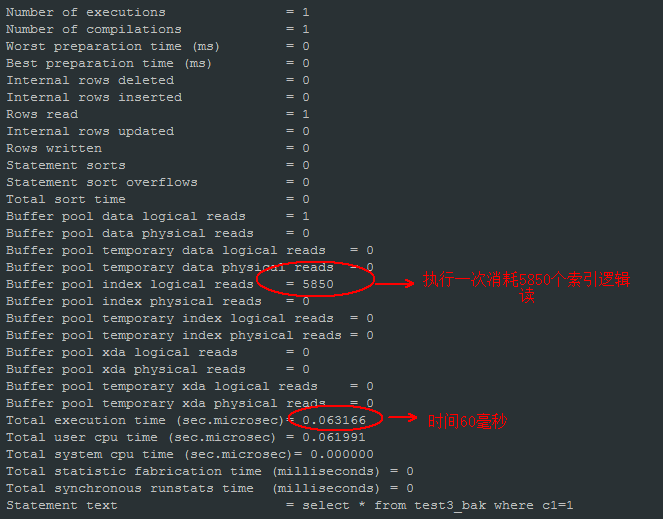 Number of executions = 1
Number of compilations = 1
Worst preparation time (ms) = 0
Best preparation time (ms) = 0
Internal rows deleted = 0
Internal rows inserted = 0
Rows read = 1
Internal rows updated = 0
Rows written = 0
Statement sorts = 0
Statement sort overflows = 0
Total sort time = 0
Buffer pool data logical reads = 1
Buffer pool data physical reads = 0
Buffer pool temporary data logical reads = 0
Buffer pool temporary data physical reads = 0
Buffer pool index logical reads = 5850
执行一次消耗5850个索引逻辑
读
Buffer pool index physical reads = 0
Buffer pool temporary index logical reads = 0
Buffer pool temporary index physical reads = 0
Buffer pool xda logical reads = 0
Buffer pool xda physical reads = 0
Buffer pool temporary xda logical reads = 0
Buffer pool temporary xda physical reads = 0
Total execution time (sec.microsec)= 0.063166
时间60毫秒
Total user cpu time (sec.microsec) = 0.061991
Total system cpu time (sec.microsec)= 0.000000
Total statistic fabrication time (milliseconds) = 0
Total synchronous runstats time (milliseconds) = 0
Statement text = select * from test3_bak where c1=1